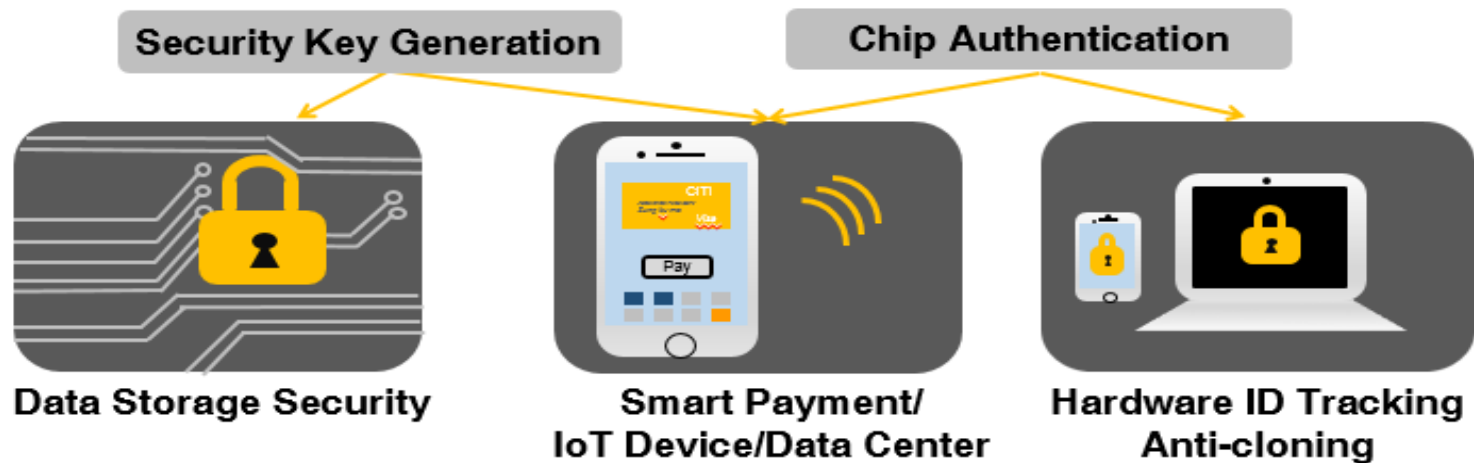 Security Key Generation
Chip Authentication
CITI
Visa
Pay
Data Storage Security
Smart Payment/
IoT Device/Data Center
Hardware ID Tracking
Anti-cloning